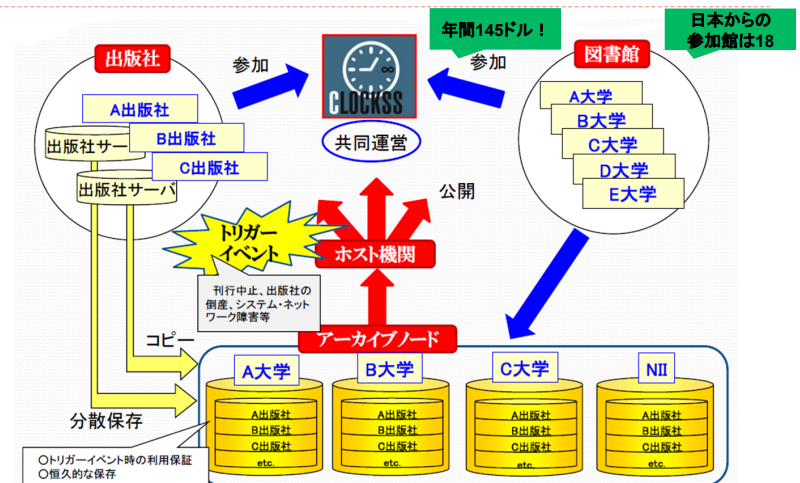 年間145ドル！
日本からの
参加館は18
出版社
参加
CLOCKSS
参加
図書館
A出版社
B出版社
C出版社
出版社サー
出版社サーバ
共同運営
A大学
B大学
C大学
D大学
E大学
公開
トリガー
イベント
ホスト機関
刊行中止、出版社の
倒産、システム・ネット
ワーク障害等
コピー
アーカイブノード
分散保存
A大学
A出版社
B出版社
C出版社
etc.
B大学
A出版社
B出版社
C出版社
etc.
C大学
A出版社
B出版社
C出版社
etc.
NII
A出版社
B出版社
C出版社
etc.
○トリガーイベント時の利用保証
○恒久的な保存